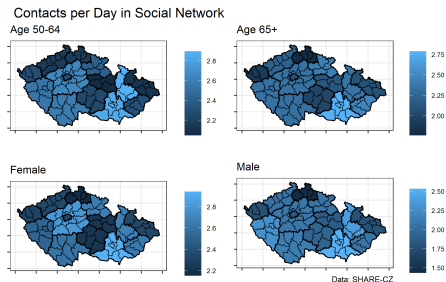 Contacts per Day in Social Network
Age 50-64
Age 65+
2.8
2.6
2.4
2.2
2.75
2.50
2.25
2.00
Female
Male
2.8
2.6
2.4
2.2
2.50
2.25
2.00
1.75
1.50
Data: SHARE-CZ